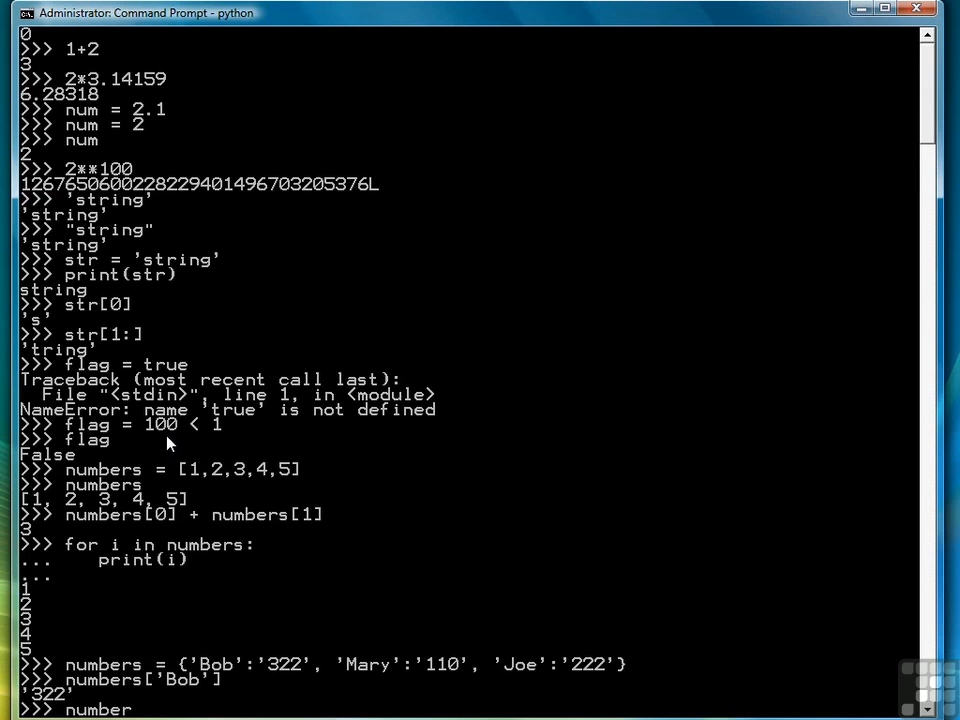 Administrator: Command Prompt - python
0
>>> 1+2
3
>>> 2*3.14159
6.28318
>>> num = 2.1
>>> num = 2
>>> num
2
>>> 2**100
1267650600228229401496703205376L
>>> 'string'
'string'
>>> "string"
'string'
>>> str = 'string'
>>> print(str)
string
>>> str[0]
's'
>>> str[1:]
'tring'
>>> flag = true
Traceback (most recent call last):
  File "<stdin>", line 1, in <module>
NameError: name 'true' is not defined
>>> flag = 100 < 1
>>> flag
False
>>> numbers = [1,2,3,4,5]
>>> numbers
[1, 2, 3, 4, 5]
>>> numbers[0] + numbers[1]
3
>>> for i in numbers:
...    print(i)
...
1
2
3
4
5
>>> numbers = {'Bob':'322', 'Mary':'110', 'Joe':'222'}
>>> numbers['Bob']
'322'
>>> number